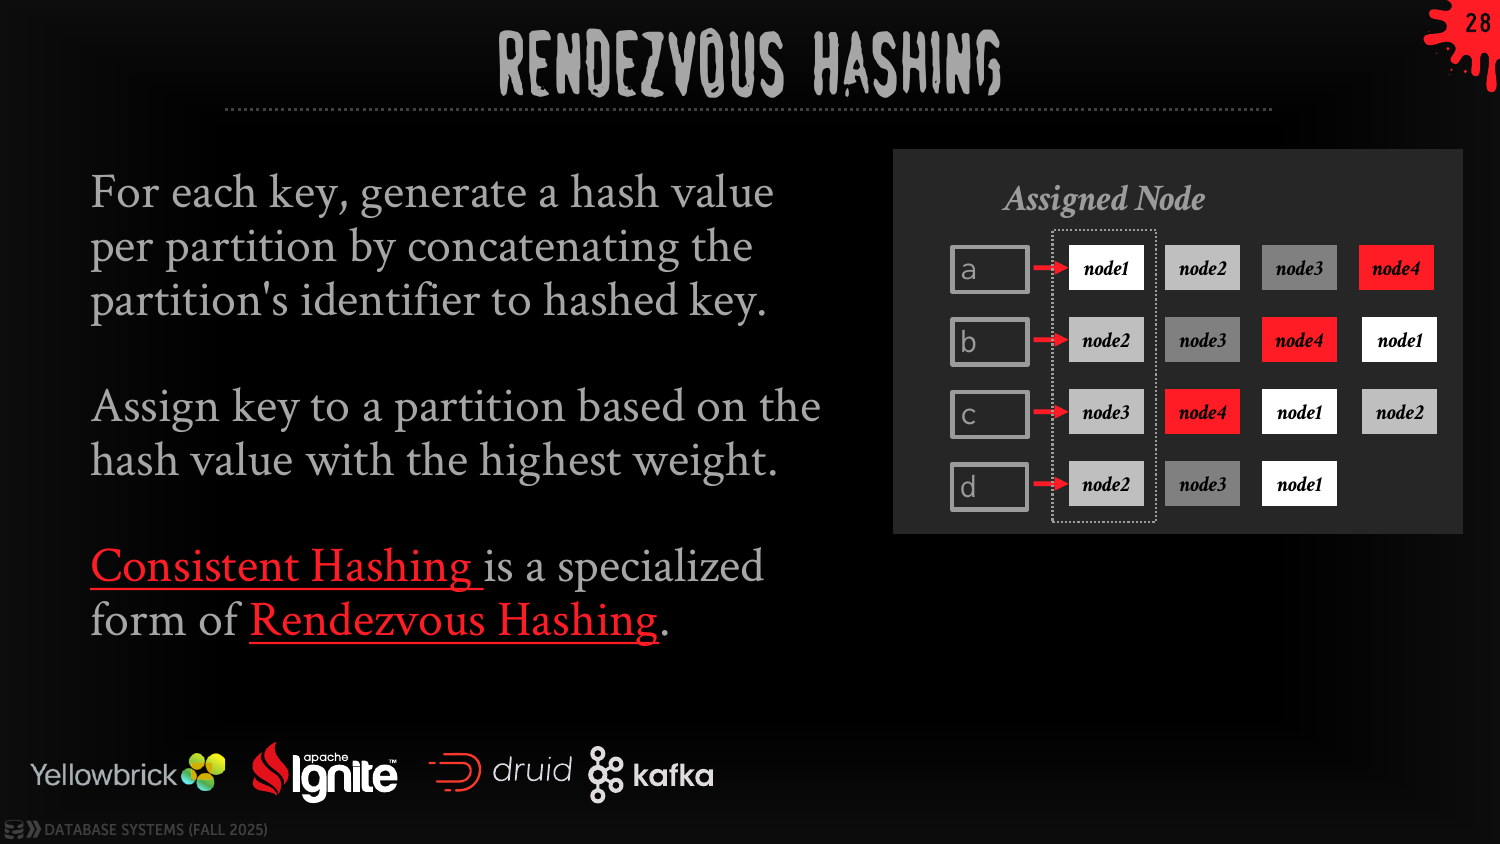 28
RENDEZVOUS HASHING
For each key, generate a hash value
per partition by concatenating the
partition's identifier to hashed key.
Assign key to a partition based on the
hash value with the highest weight.
Consistent Hashing is a specialized
form of Rendezvous Hashing.
Assigned Node
a node1 node2 node3 node4
b node2 node3 node4 node1
c node3 node4 node1 node2
d node2 node3 node1
Yellowbrick
apache
Ignite™
druid
kafka
DATABASE SYSTEMS (FALL 2025)